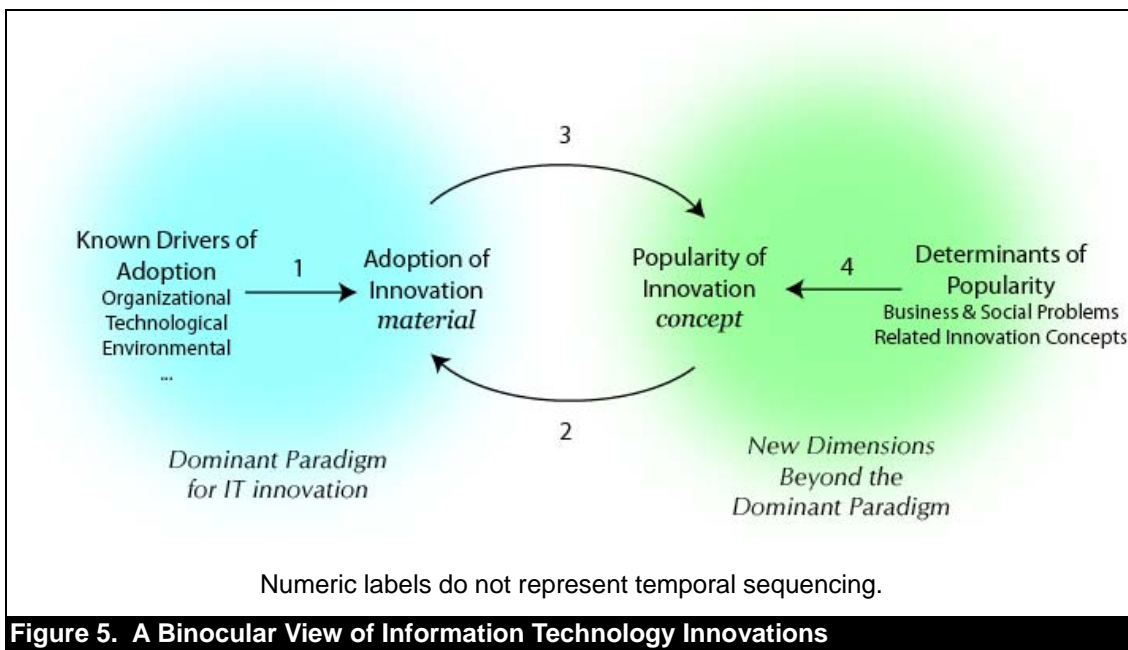 3
Known Drivers of
Adoption
Organizational
Technological
Environmental
...
1
Adoption of
Innovation
material
Popularity of
Innovation
concept
4
Determinants of
Popularity
Business & Social Problems
Related Innovation Concepts
2
Dominant Paradigm
for IT innovation
New Dimensions
Beyond the
Dominant Paradigm
Numeric labels do not represent temporal sequencing.
Figure 5. A Binocular View of Information Technology Innovations